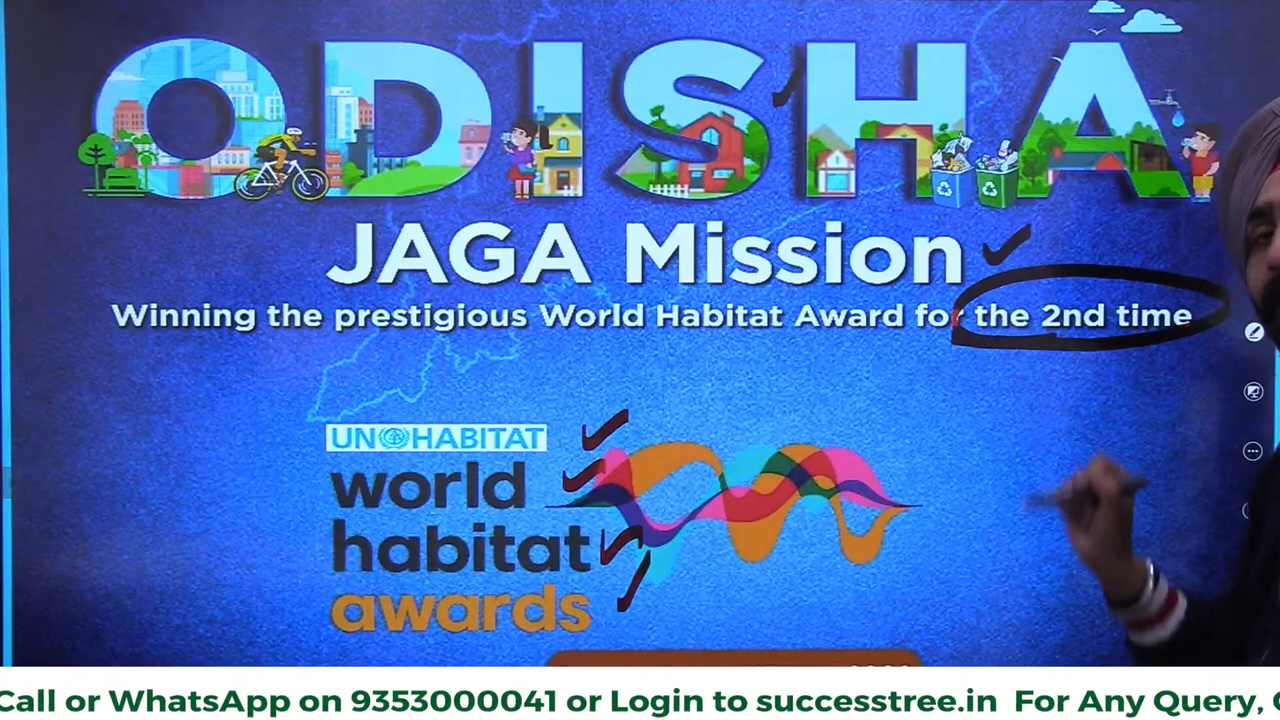 ODISHA
JAGA Mission
Winning the prestigious World Habitat Award for the 2nd time
UN HABITAT
world
habitat
awards
Call or WhatsApp on 9353000041 or Login to successtree.in For Any Query,